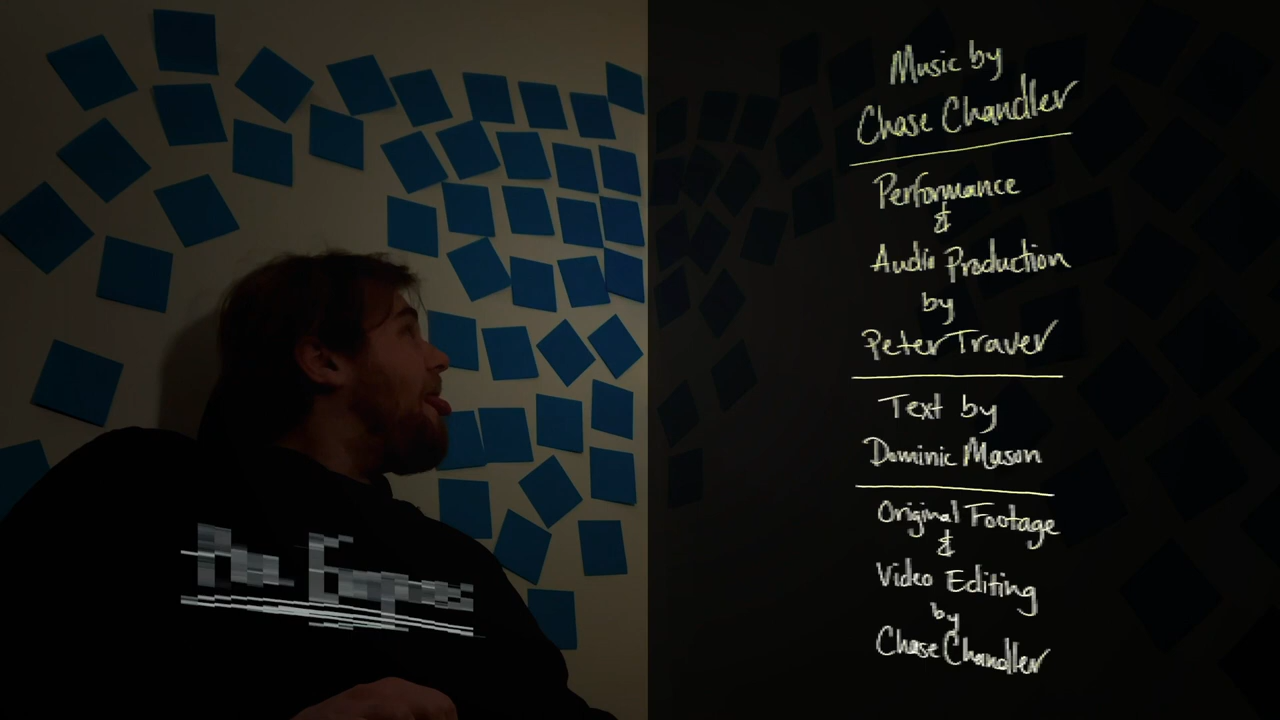 Music by
Chase Chandler
Performance
&
Audio Production
by
Peter Traver
Text by
Dominic Mason
Original Footage
&
Video Editing
by
Chase Chandler